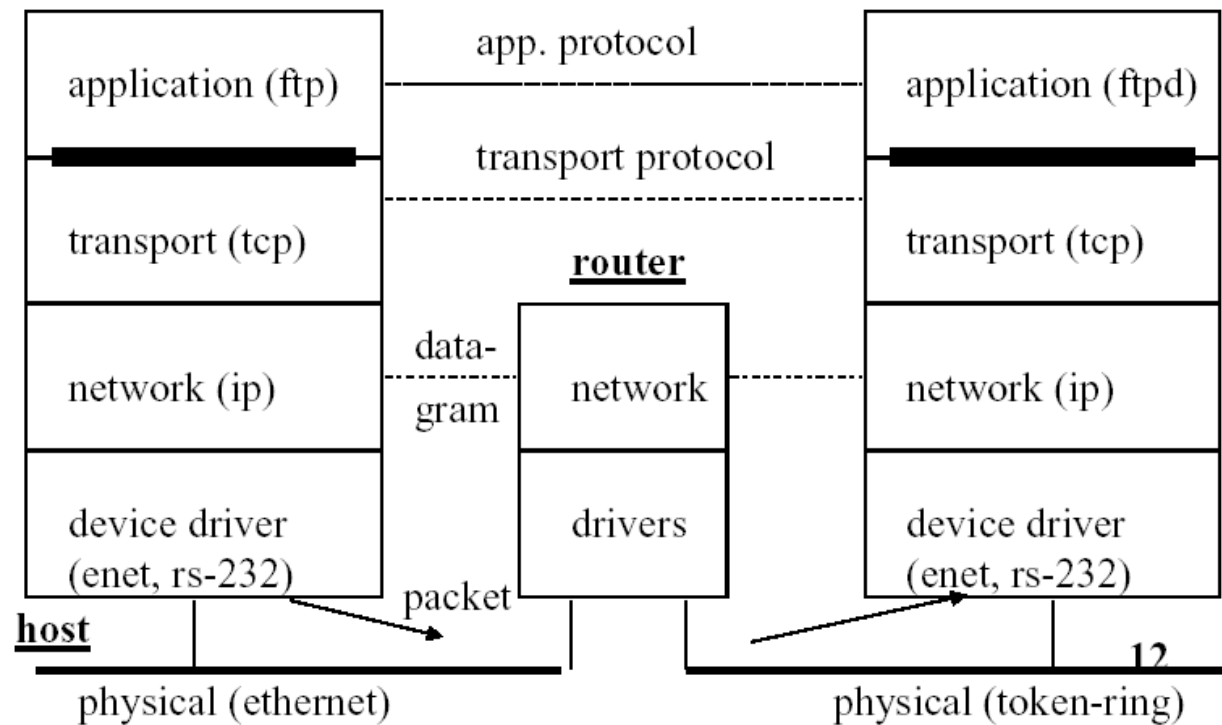 app. protocol
application (ftp)
application (ftpd)
transport protocol
transport (tcp)
transport (tcp)
router
data-
gram
network (ip)
network
network (ip)
device driver
(enet, rs-232)
drivers
device driver
(enet, rs-232)
packet
host
12
physical (ethernet)
physical (token-ring)